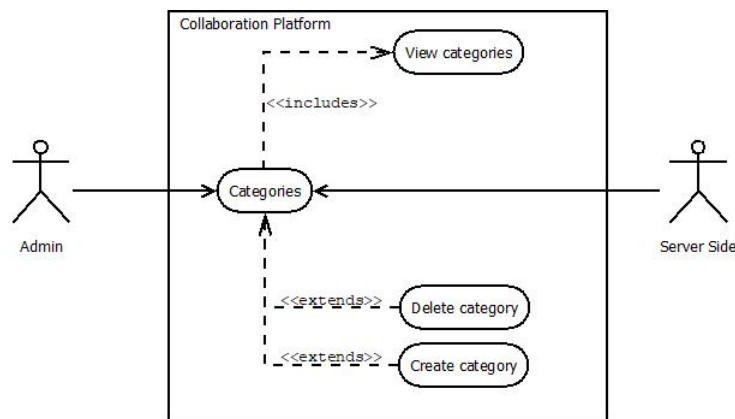 Collaboration Platform
View categories
<<includes>>
Categories
Admin
Server Side
<<extends>>
Delete category
<<extends>>
Create category